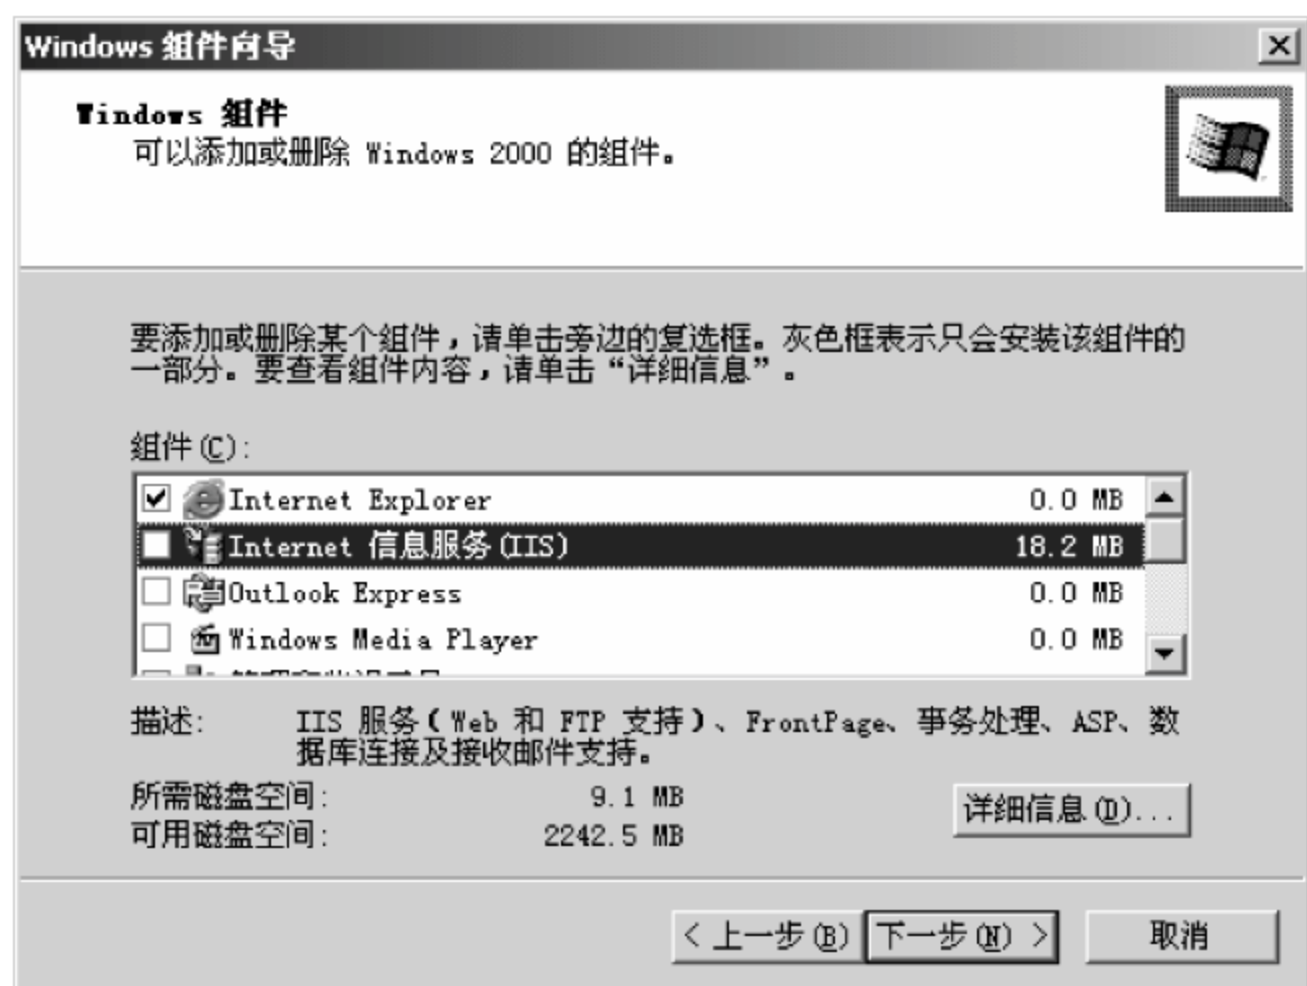 Windows 组件向导
Windows 组件
可以添加或删除 Windows 2000 的组件。
要添加或删除某个组件，请单击旁边的复选框。灰色框表示只会安装该组件的
一部分。要查看组件内容，请单击“详细信息”。
组件(C):
Internet Explorer 0.0 MB
Internet 信息服务(IIS) 18.2 MB
Outlook Express 0.0 MB
Windows Media Player 0.0 MB
描述: IIS 服务(Web 和 FTP 支持)、FrontPage、事务处理、ASP、数
据库连接及接收邮件支持。
所需磁盘空间: 9.1 MB
可用磁盘空间: 2242.5 MB
详细信息(D)...
< 上一步(B) 下一步(N) > 取消